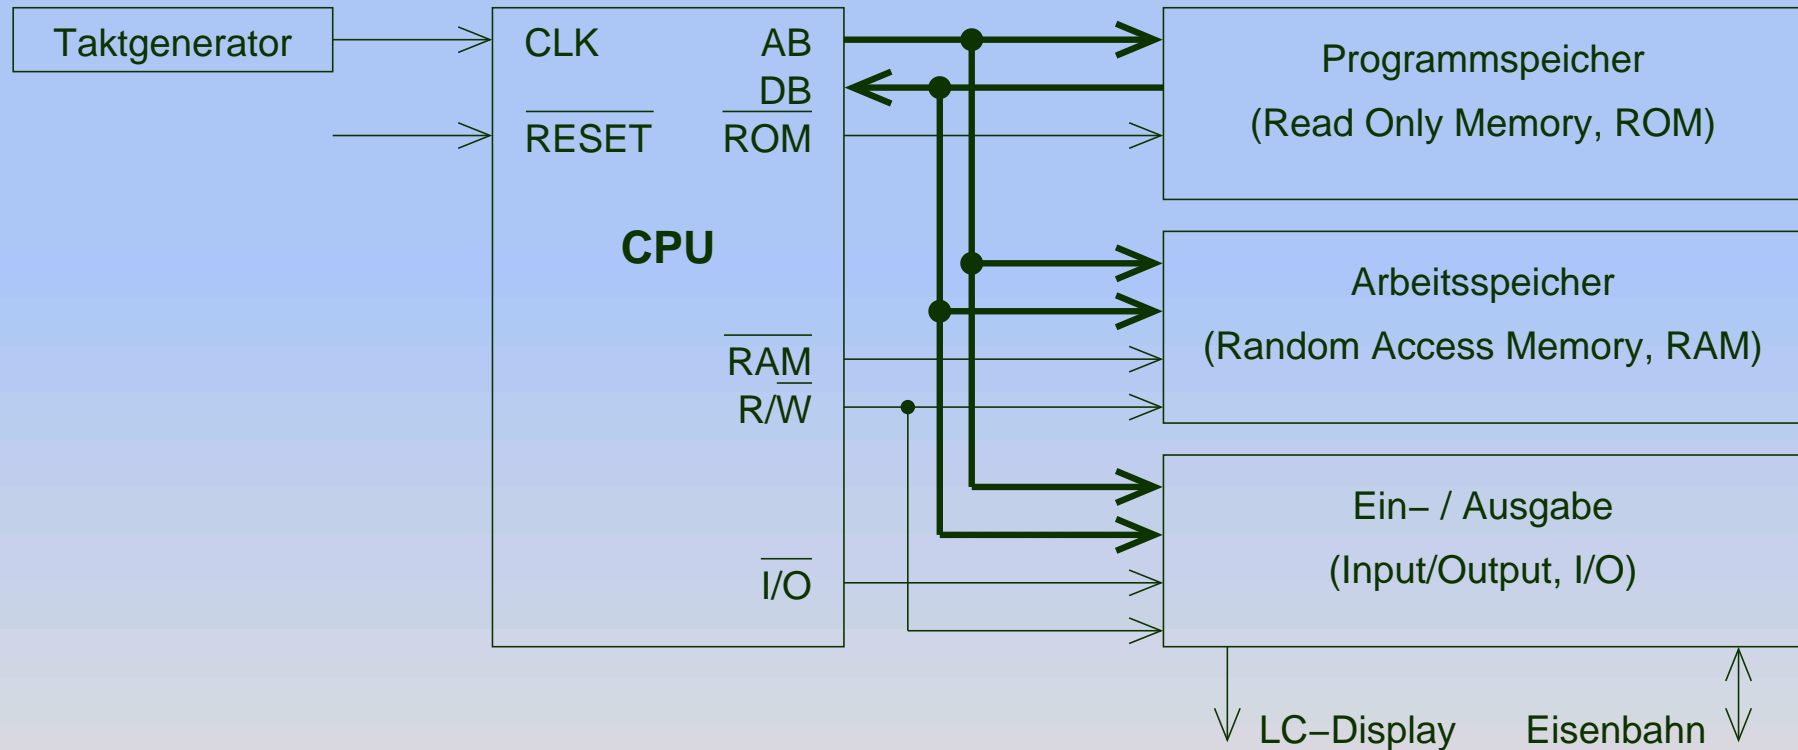 Taktgenerator
CLK
AB
DB
RESET
ROM
CPU
RAM
R/W
I/O
Programmspeicher
(Read Only Memory, ROM)
Arbeitsspeicher
(Random Access Memory, RAM)
Ein− / Ausgabe
(Input/Output, I/O)
LC−Display
Eisenbahn